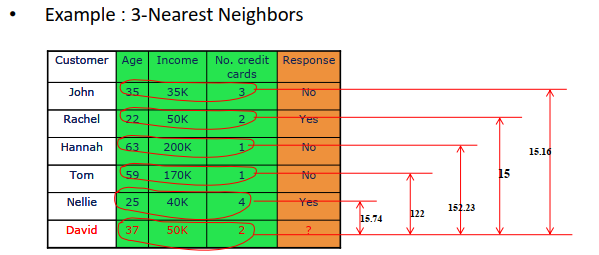 • Example : 3-Nearest Neighbors
Customer Age Income No. credit cards Response
John 35 35K 3 No
Rachel 22 50K 2 Yes
Hannah 63 200K 1 No
Tom 59 170K 1 No
Nellie 25 40K 4 Yes
David 37 50K 2 ?
15.16
15
152.23
122
15.74